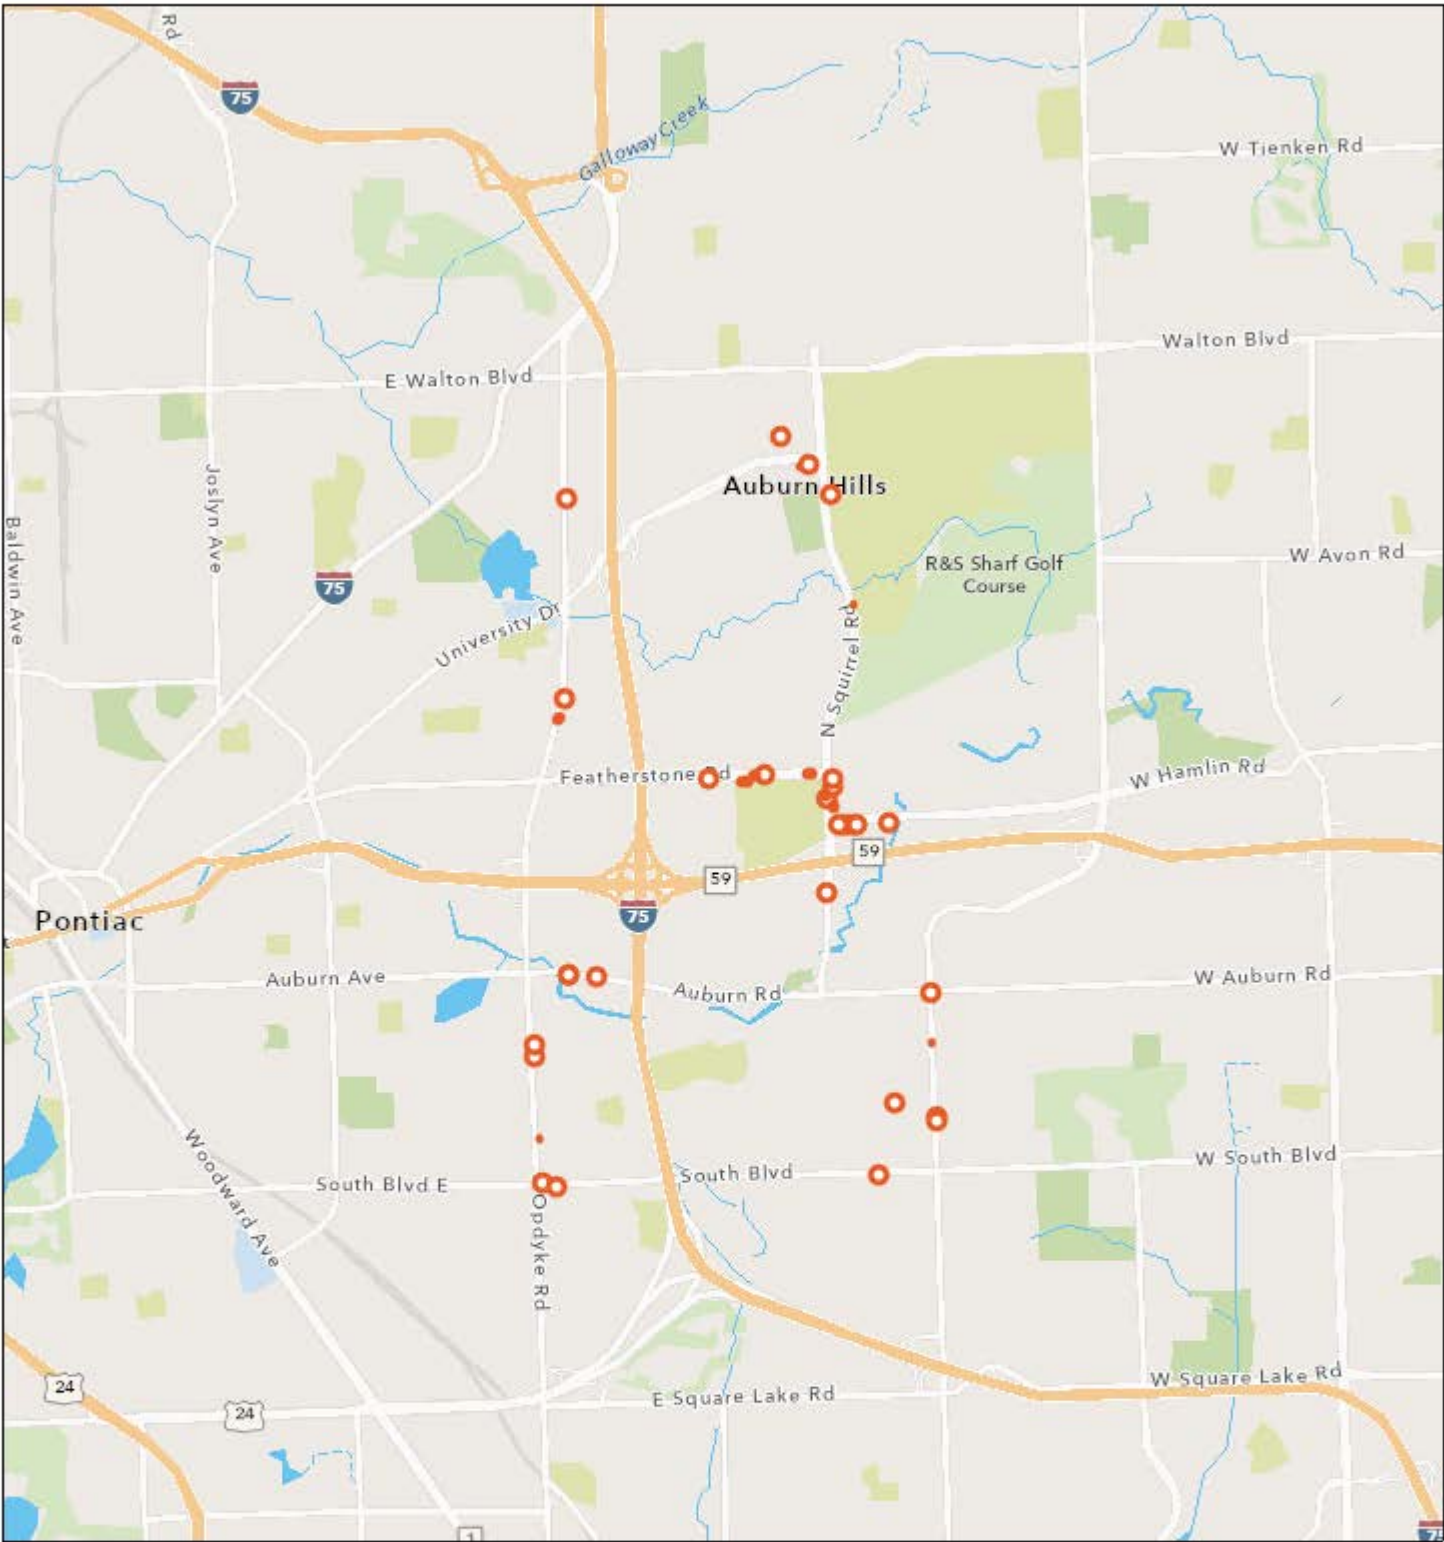 Rd
75
Galloway Creek
W Tienken Rd
Walton Blvd
E Walton Blvd
Joslyn Ave
Baldwin Ave
Auburn Hills
R&S Sharf Golf
Course
W Avon Rd
75
University Dr
N Squirrel Rd
Featherstone Rd
W Hamlin Rd
59
59
75
Pontiac
Auburn Ave
Auburn Rd
W Auburn Rd
Woodward Ave
South Blvd E
South Blvd
W South Blvd
Opdyke Rd
24
24
E Square Lake Rd
W Square Lake Rd
1
75